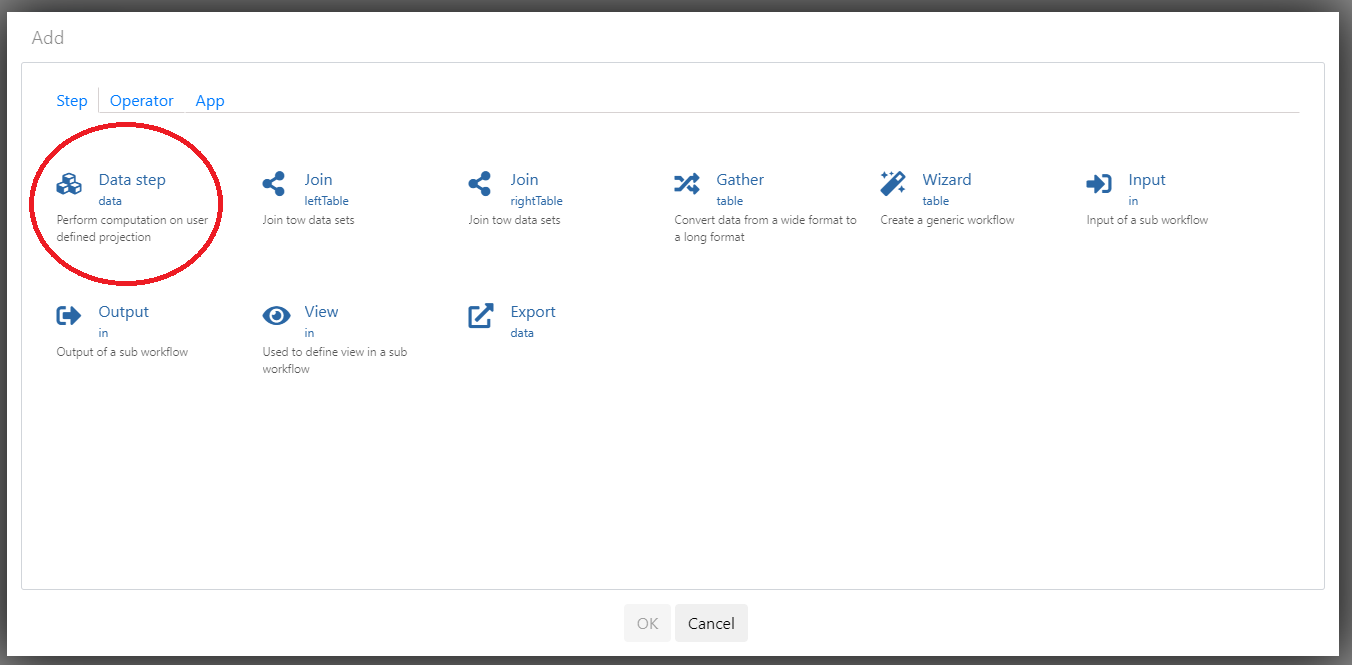 Add
Step Operator App
Data step
data
Perform computation on user
defined projection
Join
leftTable
Join tow data sets
Join
rightTable
Join tow data sets
Gather
table
Convert data from a wide format to
a long format
Wizard
table
Create a generic workflow
Input
in
Input of a sub workflow
Output
in
Output of a sub workflow
View
in
Used to define view in a sub
workflow
Export
data
OK Cancel